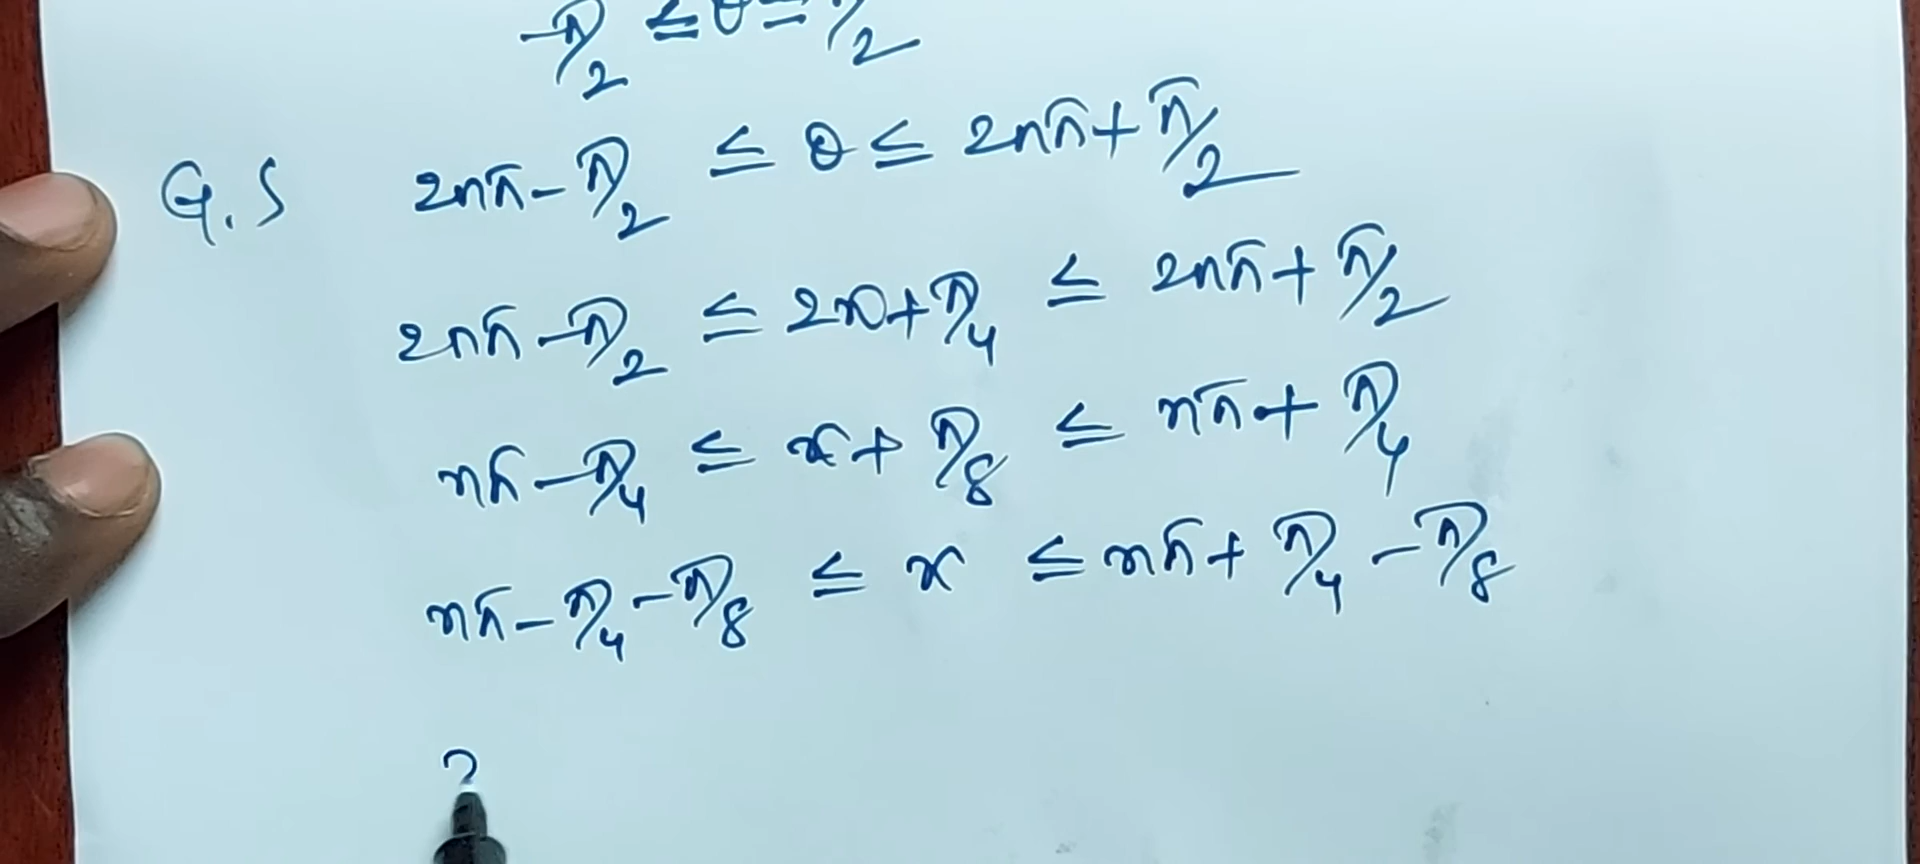 -π/2 ≤ θ ≤ π/2
G.S 2nπ - π/2 ≤ θ ≤ 2nπ + π/2
2nπ - π/2 ≤ 2x + π/4 ≤ 2nπ + π/2
nπ - π/4 ≤ x + π/8 ≤ nπ + π/4
nπ - π/4 - π/8 ≤ x ≤ nπ + π/4 - π/8